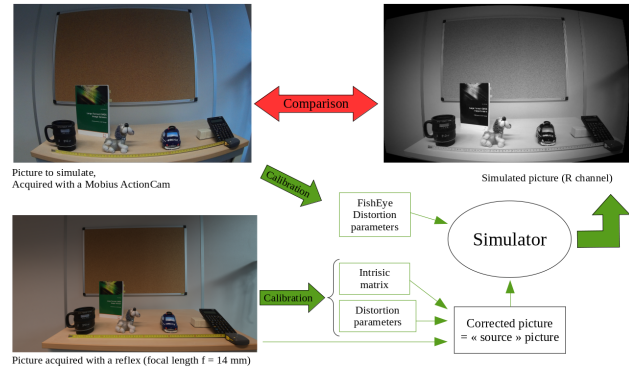 Comparison
Picture to simulate,
Acquired with a Mobius ActionCam
Simulated picture (R channel)
Calibration
FishEye
Distortion
parameters
Simulator
Intrisic
matrix
Calibration
Distortion
parameters
Corrected picture
= « source » picture
Picture acquired with a reflex (focal length f = 14 mm)